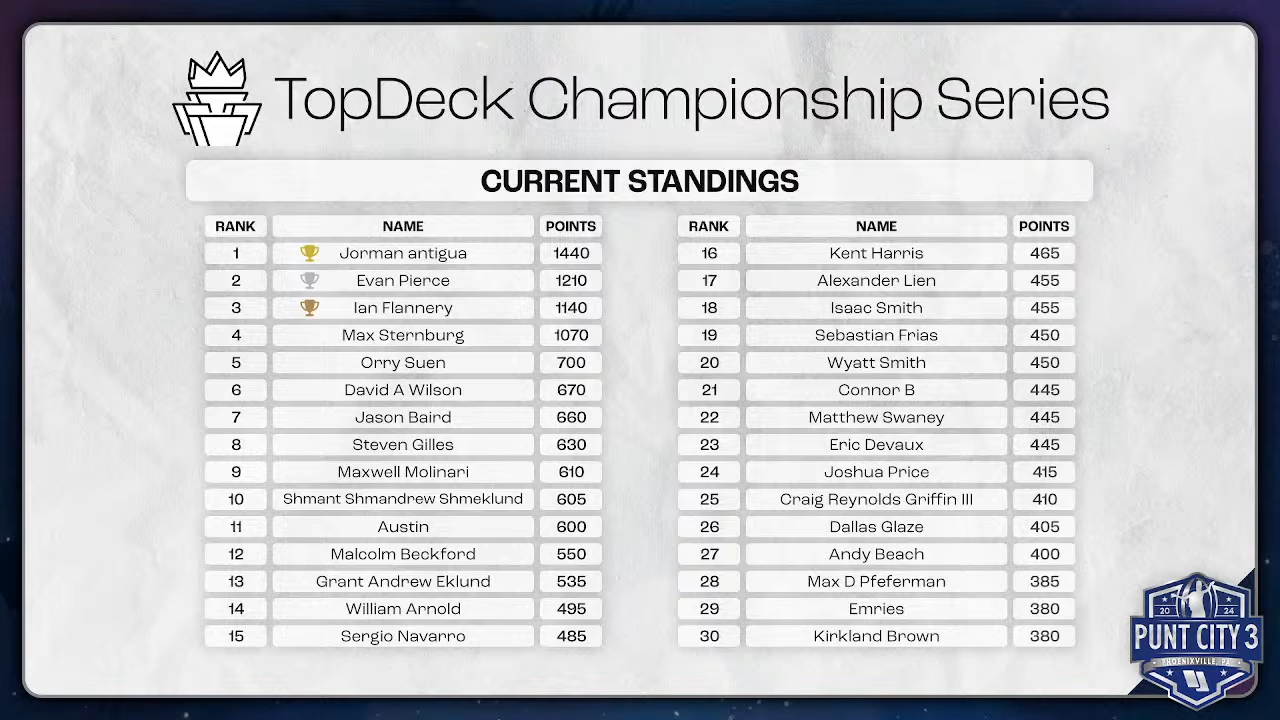 TopDeck Championship Series
CURRENT STANDINGS
RANK NAME POINTS
1 Jorman antigua 1440
2 Evan Pierce 1210
3 Ian Flannery 1140
4 Max Sternburg 1070
5 Orry Suen 700
6 David A Wilson 670
7 Jason Baird 660
8 Steven Gilles 630
9 Maxwell Molinari 610
10 Shmant Shmandrew Shmeklund 605
11 Austin 600
12 Malcolm Beckford 550
13 Grant Andrew Eklund 535
14 William Arnold 495
15 Sergio Navarro 485
RANK NAME POINTS
16 Kent Harris 465
17 Alexander Lien 455
18 Isaac Smith 455
19 Sebastian Frias 450
20 Wyatt Smith 450
21 Connor B 445
22 Matthew Swaney 445
23 Eric Devaux 445
24 Joshua Price 415
25 Craig Reynolds Griffin III 410
26 Dallas Glaze 405
27 Andy Beach 400
28 Max D Pfeferman 385
29 Emries 380
30 Kirkland Brown 380
20 24
PUNT CITY 3
PHOENIXVILLE, PA